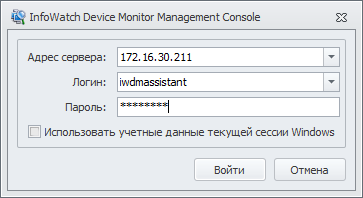 InfoWatch Device Monitor Management Console
Адрес сервера: 172.16.30.211
Логин: iwdmassistant
Пароль: ********
Использовать учетные данные текущей сессии Windows
Войти Отмена